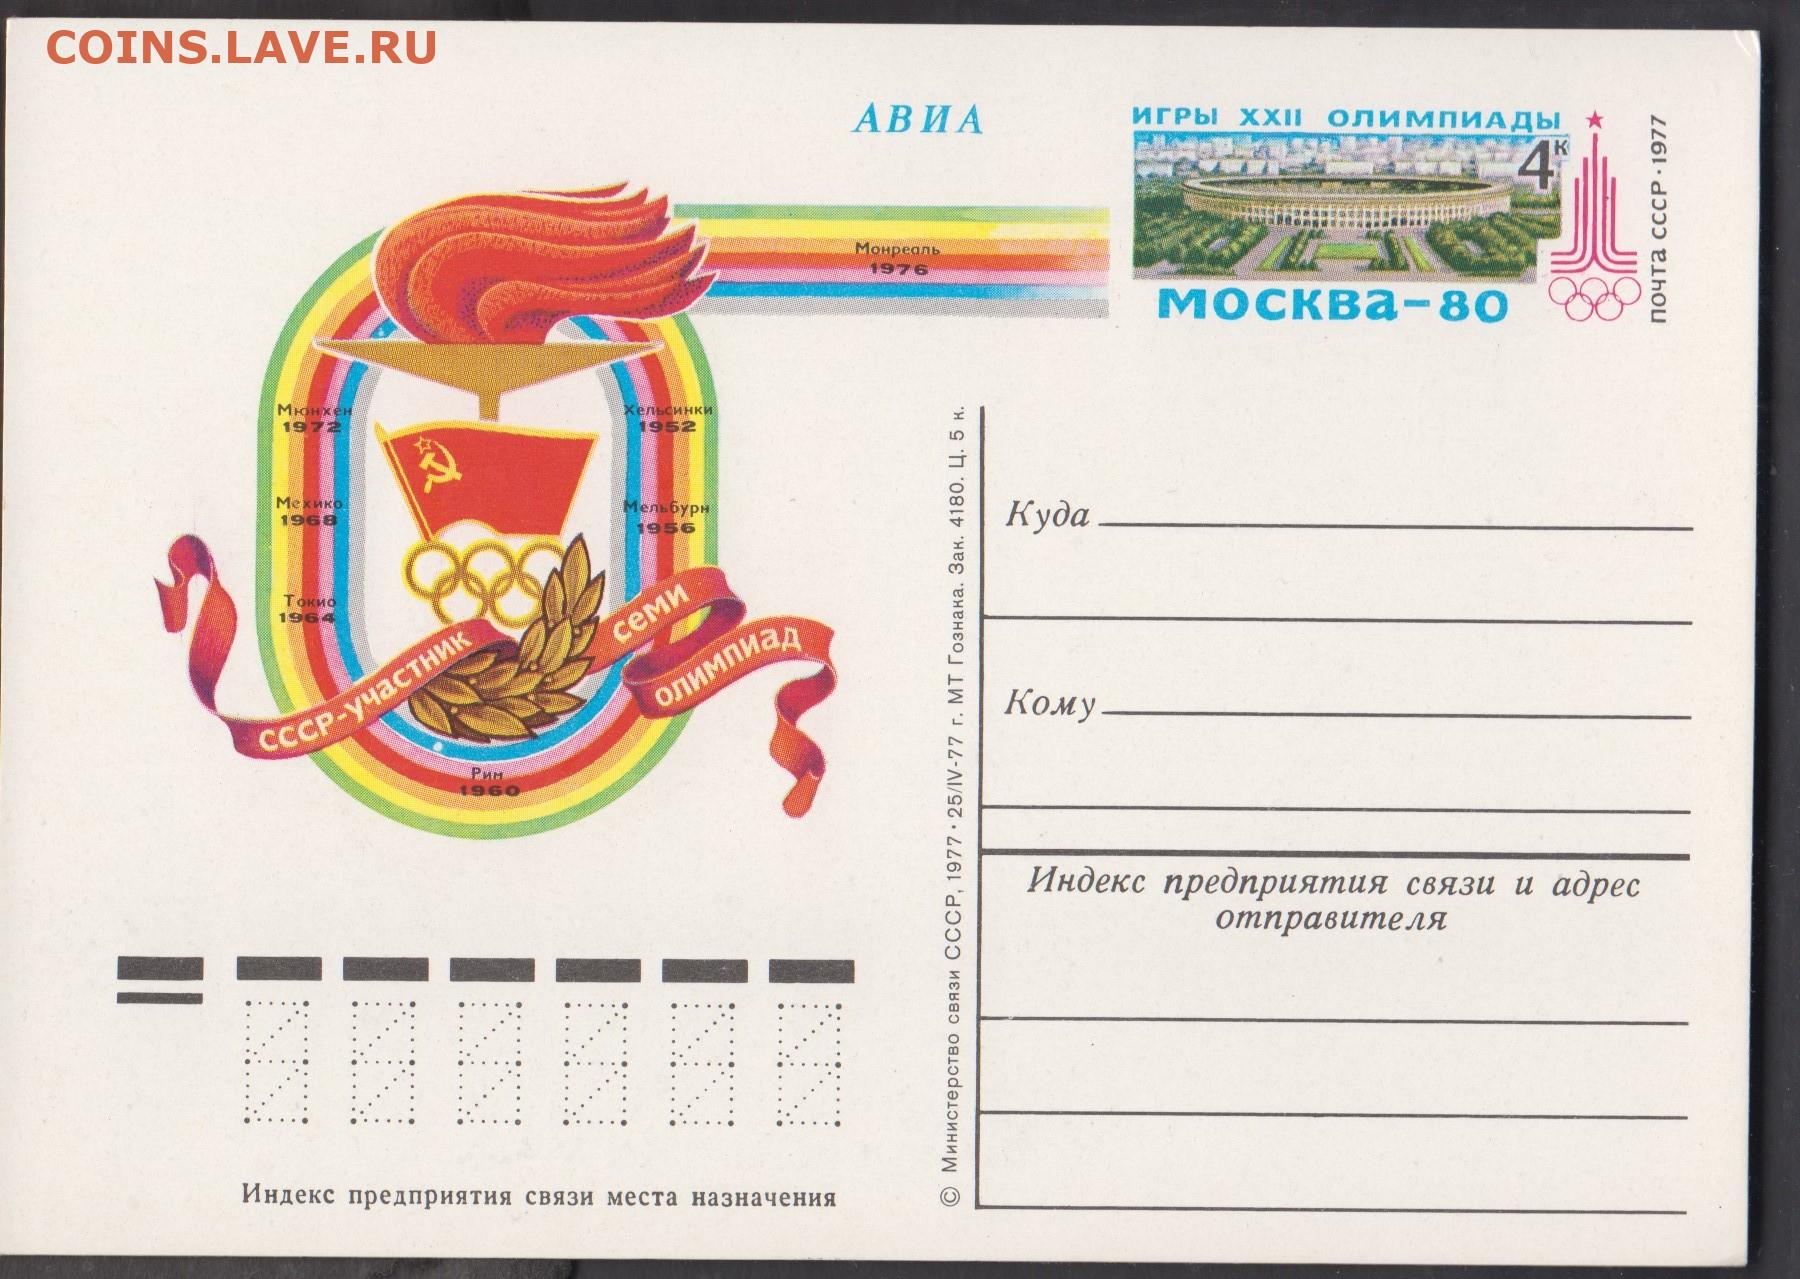 COINS.LAVE.RU
АВИА
ИГРЫ XXII ОЛИМПИАДЫ
4к
МОСКВА-80
ПОЧТА СССР·1977
Монреаль
1976
Мюнхен
1972
Хельсинки
1952
Мехико
1968
Мельбурн
1956
Токио
1964
СССР-УЧАСТНИК
СЕМИ
ОЛИМПИАД
Рим
1960
© Министерство связи СССР, 1977 · 25/IV-77 г. МТ Гознака. Зак. 4180. Ц. 5 к.
Куда
Кому
Индекс предприятия связи и адрес
отправителя
Индекс предприятия связи места назначения